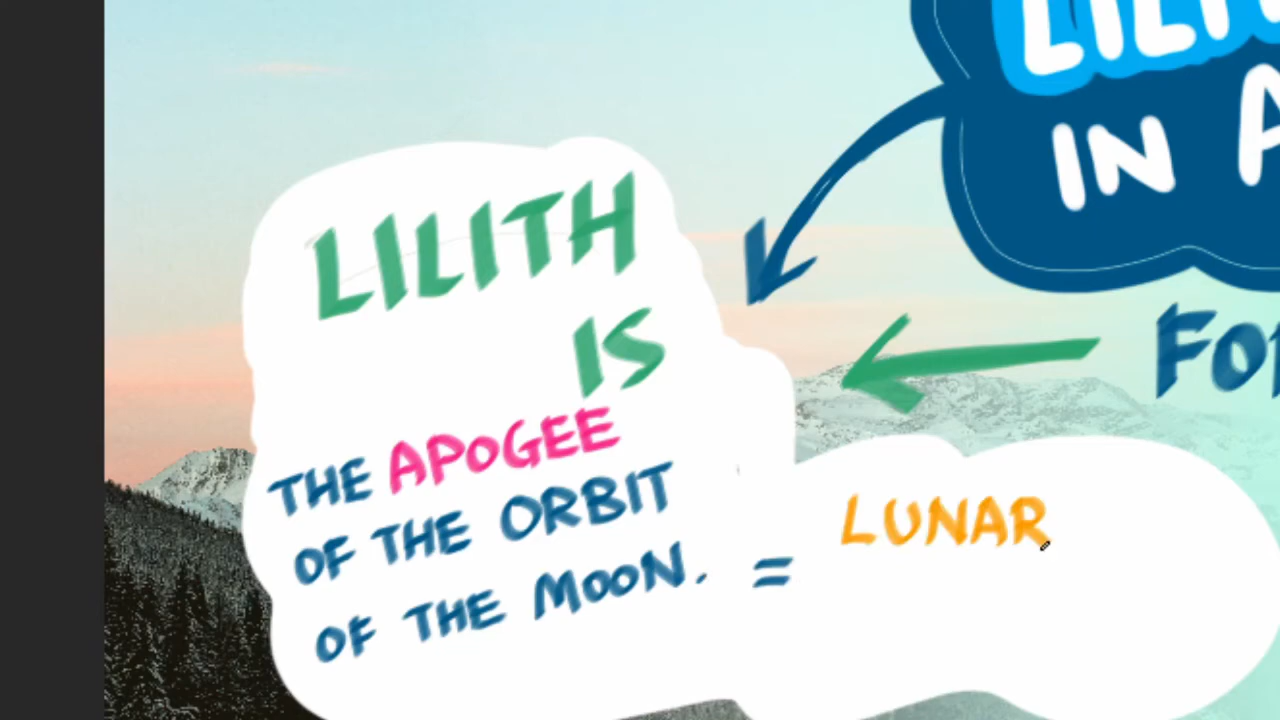 IN
LILITH
IS
THE APOGEE
OF THE ORBIT
OF THE MOON. =
LUNAR